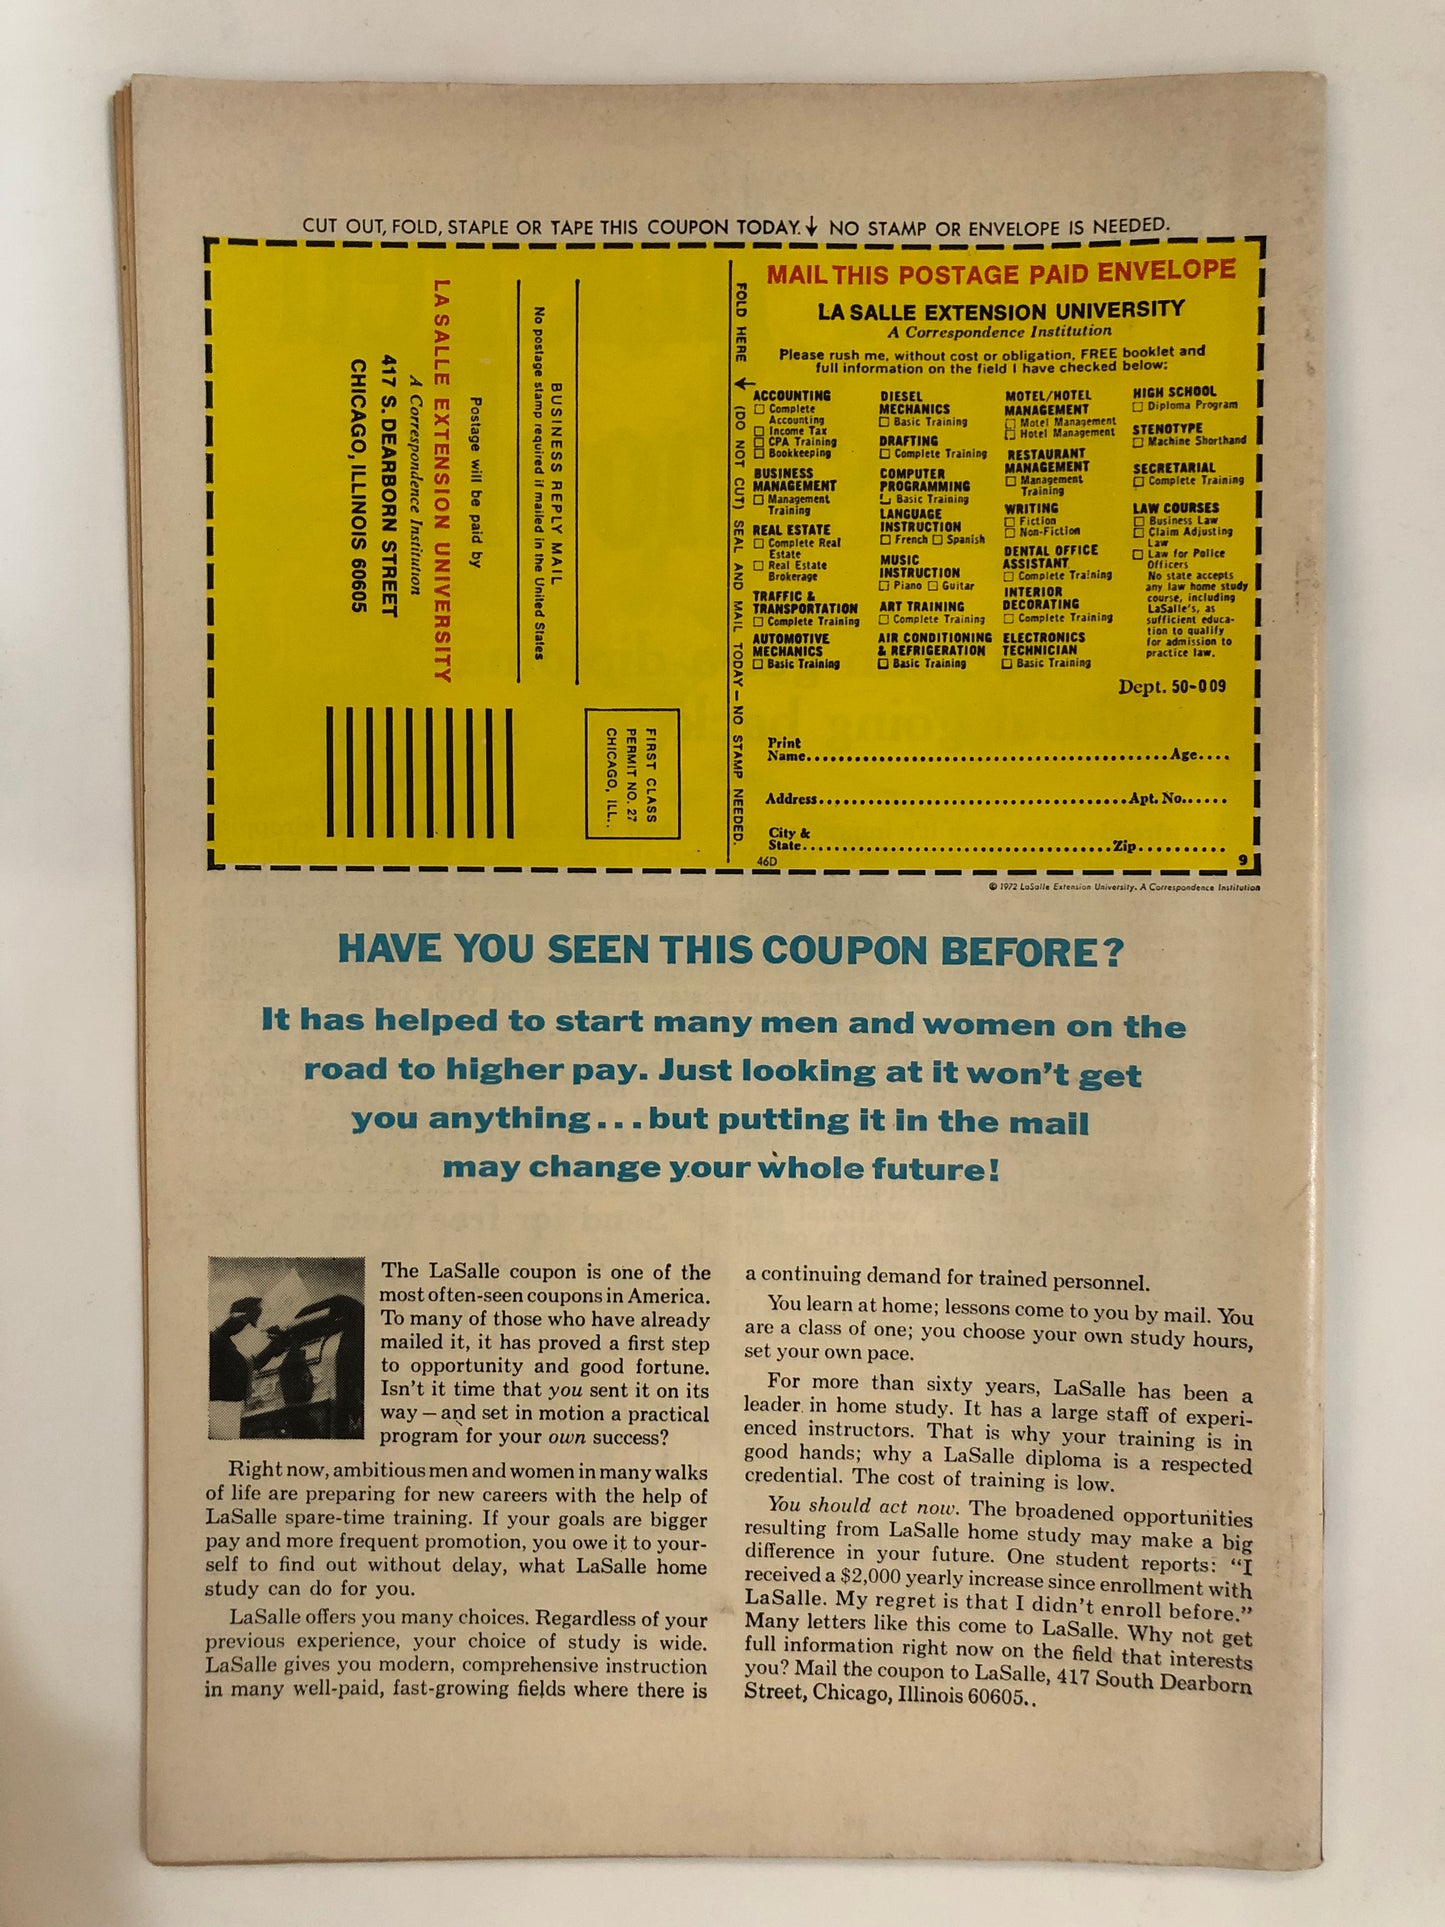 CUT OUT, FOLD, STAPLE OR TAPE THIS COUPON TODAY.↓ NO STAMP OR ENVELOPE IS NEEDED.
FIRST CLASS
PERMIT NO. 27
CHICAGO, ILL..
BUSINESS REPLY MAIL
No postage stamp required if mailed in the United States
Postage will be paid by
LA SALLE EXTENSION UNIVERSITY
A Correspondence Institution
417 S. DEARBORN STREET
CHICAGO, ILLINOIS 60605
FOLD HERE ↓ (DO NOT CUT) SEAL AND MAIL TODAY — NO STAMP NEEDED.
MAIL THIS POSTAGE PAID ENVELOPE
LA SALLE EXTENSION UNIVERSITY
A Correspondence Institution
Please rush me, without cost or obligation, FREE booklet and
full information on the field I have checked below:
ACCOUNTING
☐ Complete
Accounting
☐ Income Tax
☐ CPA Training
☐ Bookkeeping
BUSINESS
MANAGEMENT
☐ Management
Training
REAL ESTATE
☐ Complete Real
Estate
☐ Real Estate
Brokerage
TRAFFIC &
TRANSPORTATION
☐ Complete Training
AUTOMOTIVE
MECHANICS
☐ Basic Training
DIESEL
MECHANICS
☐ Basic Training
DRAFTING
☐ Complete Training
COMPUTER
PROGRAMMING
☐ Basic Training
LANGUAGE
INSTRUCTION
☐ French ☐ Spanish
MUSIC
INSTRUCTION
☐ Piano ☐ Guitar
ART TRAINING
☐ Complete Training
AIR CONDITIONING
& REFRIGERATION
☐ Basic Training
MOTEL/HOTEL
MANAGEMENT
☐ Motel Management
☐ Hotel Management
RESTAURANT
MANAGEMENT
☐ Management
Training
WRITING
☐ Fiction
☐ Non-Fiction
DENTAL OFFICE
ASSISTANT
☐ Complete Training
INTERIOR
DECORATING
☐ Complete Training
ELECTRONICS
TECHNICIAN
☐ Basic Training
HIGH SCHOOL
☐ Diploma Program
STENOTYPE
☐ Machine Shorthand
SECRETARIAL
☐ Complete Training
LAW COURSES
☐ Business Law
☐ Claim Adjusting
Law
☐ Law for Police
Officers
No state accepts
any law home study
course, including
LaSalle's, as
sufficient educa-
tion to qualify
for admission to
practice law.
Dept. 50-009
Print
Name........................................Age....
Address..................................Apt. No......
City &
State..................................Zip..........
46D 9
© 1972 LaSalle Extension University. A Correspondence Institution
HAVE YOU SEEN THIS COUPON BEFORE?
It has helped to start many men and women on the
road to higher pay. Just looking at it won't get
you anything...but putting it in the mail
may change your whole future!
The LaSalle coupon is one of the
most often-seen coupons in America.
To many of those who have already
mailed it, it has proved a first step
to opportunity and good fortune.
Isn't it time that you sent it on its
way — and set in motion a practical
program for your own success?
Right now, ambitious men and women in many walks
of life are preparing for new careers with the help of
LaSalle spare-time training. If your goals are bigger
pay and more frequent promotion, you owe it to your-
self to find out without delay, what LaSalle home
study can do for you.
LaSalle offers you many choices. Regardless of your
previous experience, your choice of study is wide.
LaSalle gives you modern, comprehensive instruction
in many well-paid, fast-growing fields where there is
a continuing demand for trained personnel.
You learn at home; lessons come to you by mail. You
are a class of one; you choose your own study hours,
set your own pace.
For more than sixty years, LaSalle has been a
leader in home study. It has a large staff of experi-
enced instructors. That is why your training is in
good hands; why a LaSalle diploma is a respected
credential. The cost of training is low.
You should act now. The broadened opportunities
resulting from LaSalle home study may make a big
difference in your future. One student reports: "I
received a $2,000 yearly increase since enrollment with
LaSalle. My regret is that I didn't enroll before."
Many letters like this come to LaSalle. Why not get
full information right now on the field that interests
you? Mail the coupon to LaSalle, 417 South Dearborn
Street, Chicago, Illinois 60605..